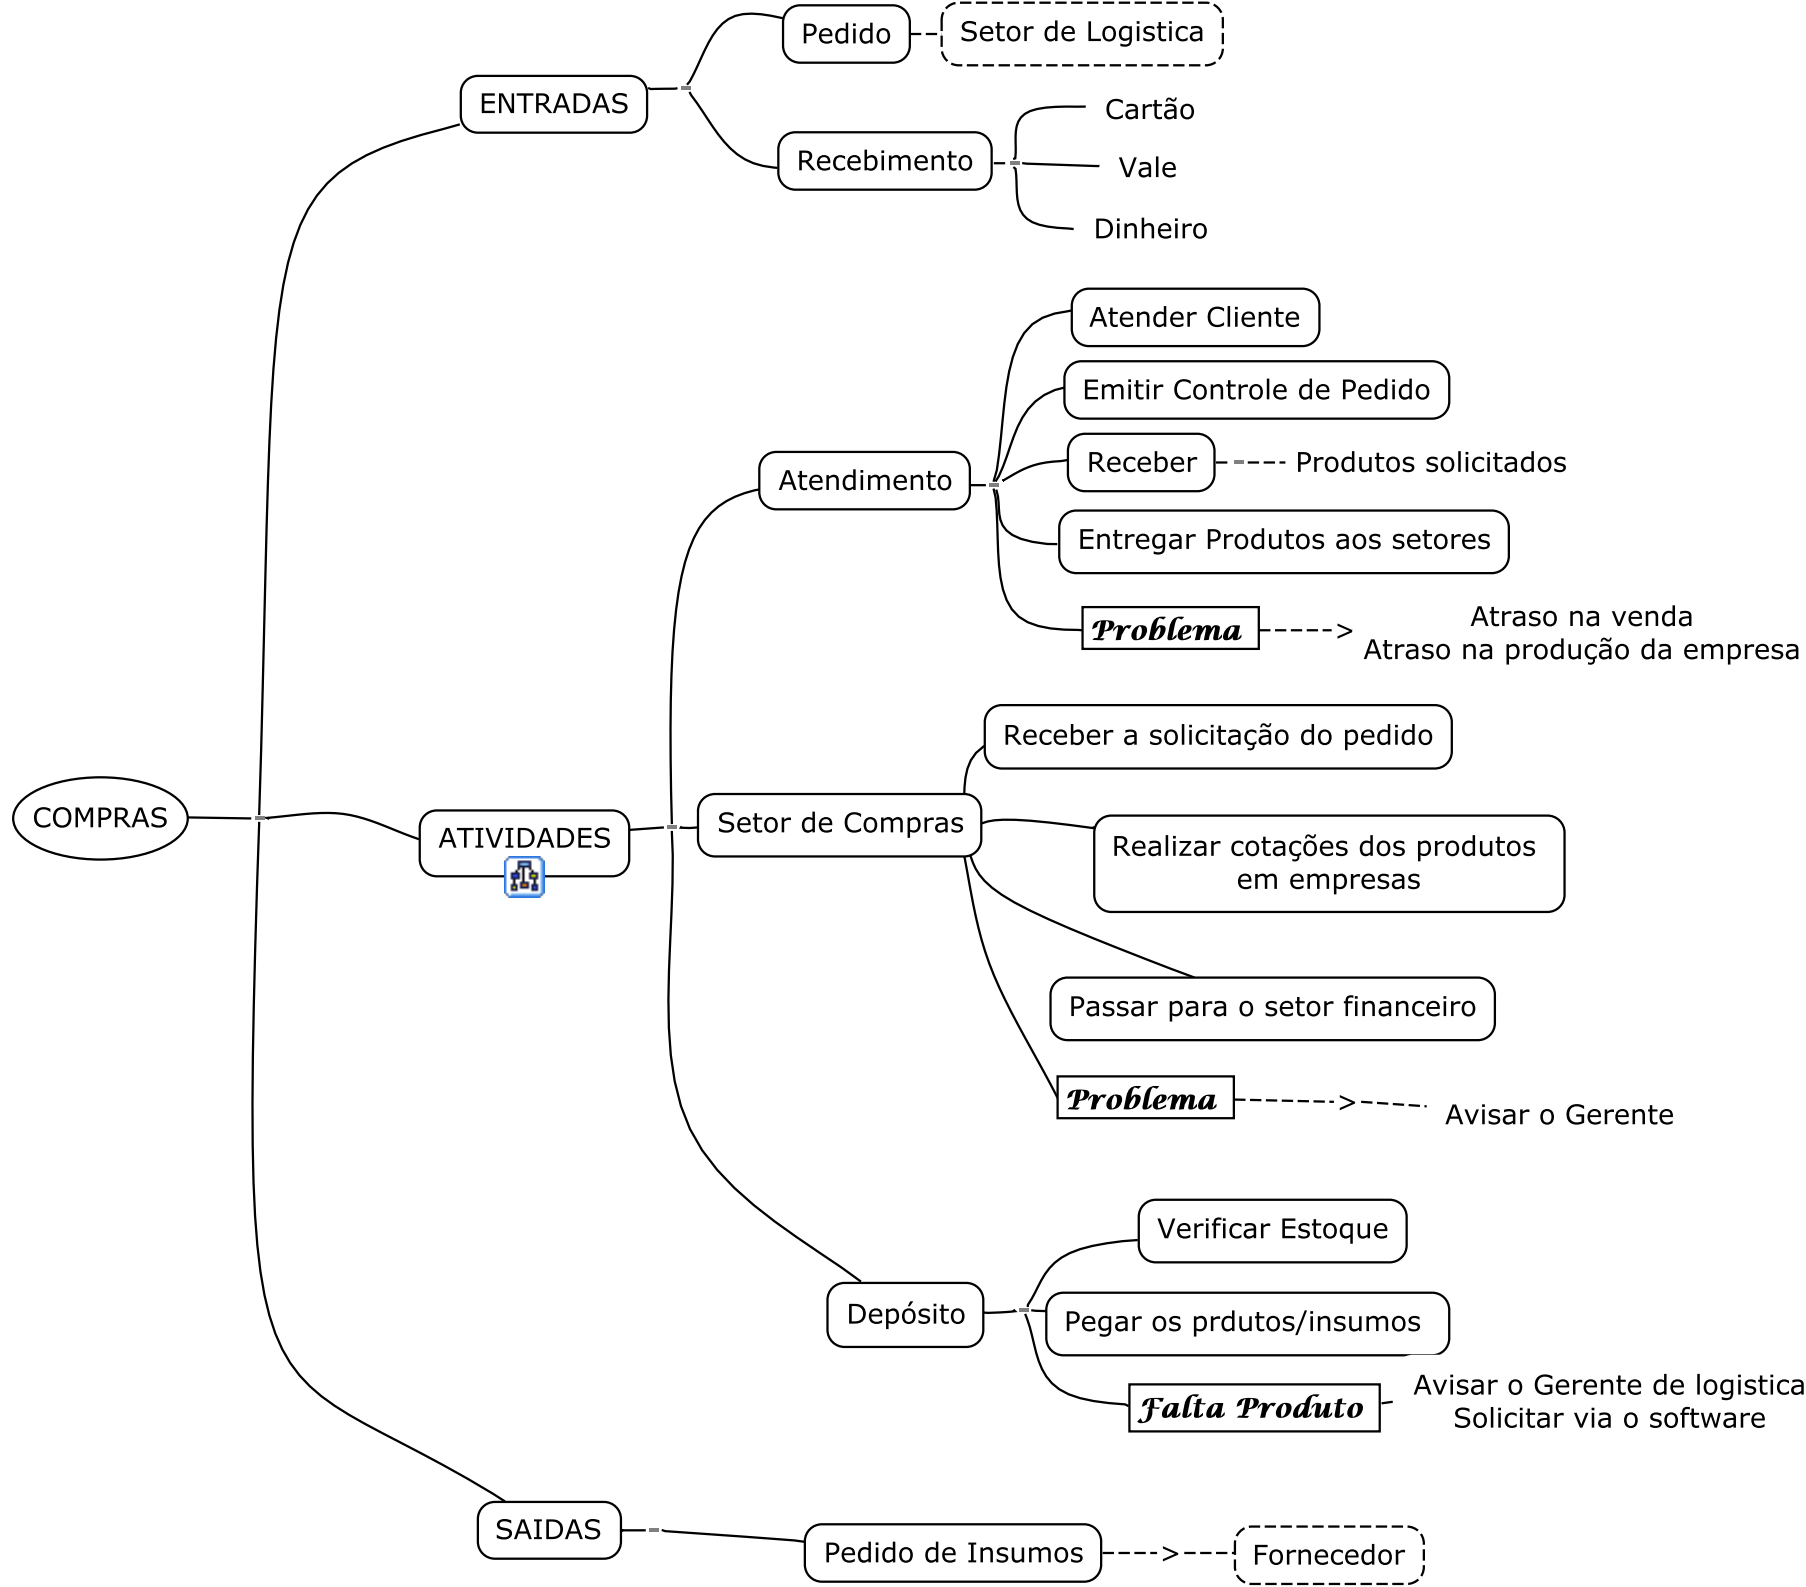 Pedido
Setor de Logistica
ENTRADAS
Cartão
Recebimento
Vale
Dinheiro
Atender Cliente
Emitir Controle de Pedido
Atendimento
Receber
Produtos solicitados
Entregar Produtos aos setores
Problema
>
Atraso na venda
Atraso na produção da empresa
Receber a solicitação do pedido
COMPRAS
ATIVIDADES
Setor de Compras
Realizar cotações dos produtos
em empresas
Passar para o setor financeiro
Problema
>
Avisar o Gerente
Verificar Estoque
Depósito
Pegar os prdutos/insumos
Falta Produto
Avisar o Gerente de logistica
Solicitar via o software
SAIDAS
Pedido de Insumos
>
Fornecedor